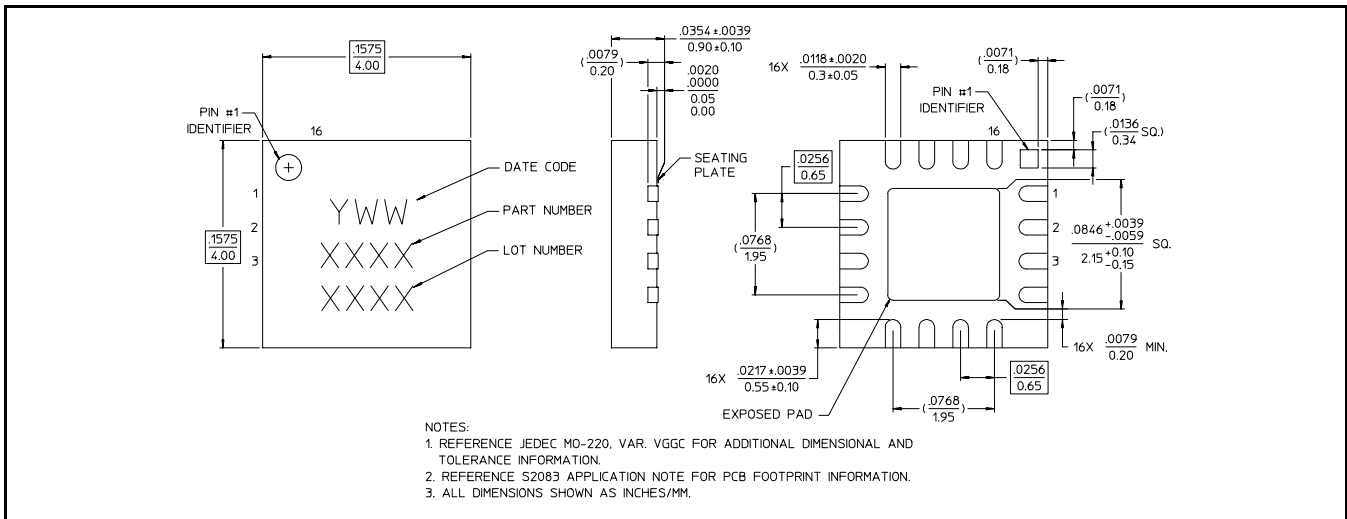 .1575
4.00
PIN #1
IDENTIFIER
16
1
2
3
.1575
4.00
YWW
XXXX
XXXX
DATE CODE
PART NUMBER
LOT NUMBER
.0354±.0039
0.90±0.10
(.0079
0.20)
.0020
.0000
0.05
0.00
SEATING
PLATE
16X .0118±.0020
0.3±0.05
(.0071
0.18)
PIN #1
IDENTIFIER
16
(.0071
0.18)
(.0136
0.34 SQ.)
.0256
0.65
(.0768
1.95)
1
2
3
.0846 +.0039
-.0059
2.15 +0.10
-0.15
SQ.
16X .0079
0.20 MIN.
16X .0217±.0039
0.55±0.10
.0256
0.65
(.0768
1.95)
EXPOSED PAD
NOTES:
1. REFERENCE JEDEC MO-220, VAR. VGGC FOR ADDITIONAL DIMENSIONAL AND
TOLERANCE INFORMATION.
2. REFERENCE S2083 APPLICATION NOTE FOR PCB FOOTPRINT INFORMATION.
3. ALL DIMENSIONS SHOWN AS INCHES/MM.